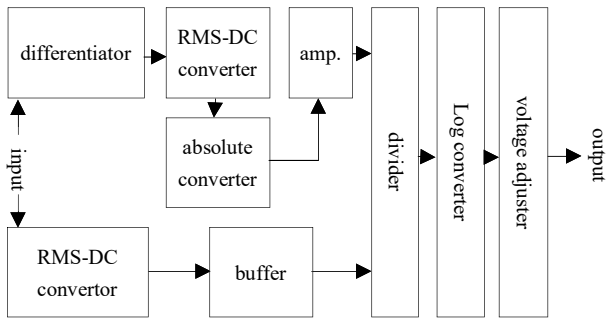 differentiator
RMS-DC
converter
amp.
absolute
converter
input
RMS-DC
convertor
buffer
divider
Log converter
voltage adjuster
output